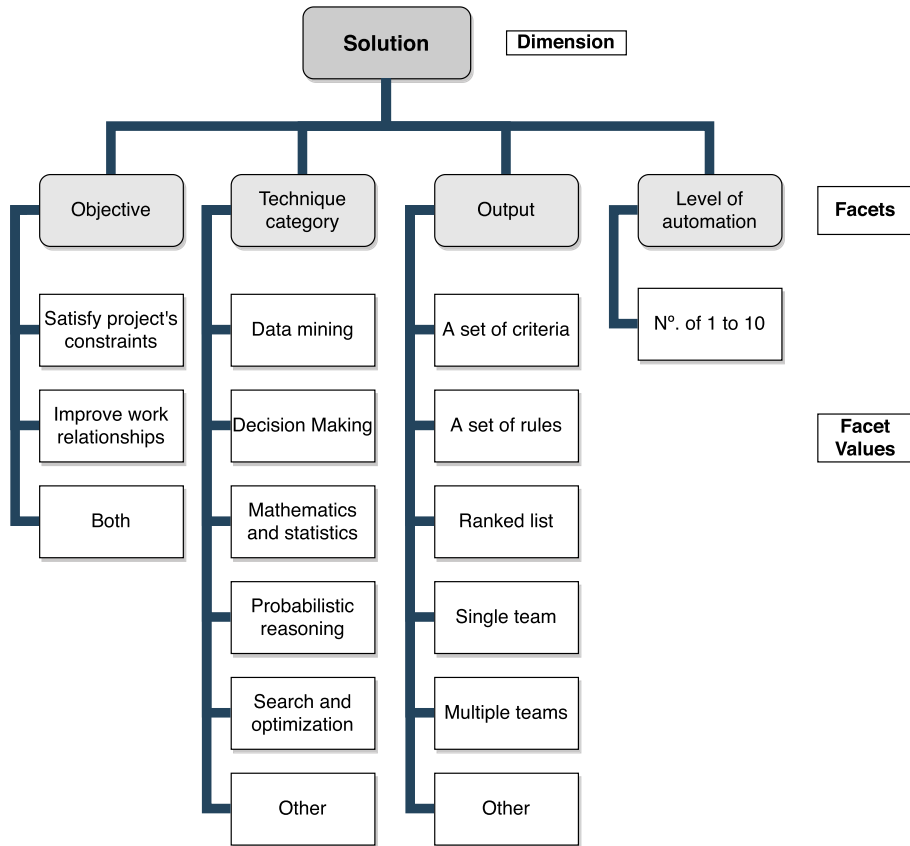 Solution
Dimension
Objective
Technique
category
Output
Level of
automation
Facets
Satisfy project's
constraints
Data mining
A set of criteria
Nº. of 1 to 10
Improve work
relationships
Decision Making
A set of rules
Facet
Values
Both
Mathematics
and statistics
Ranked list
Probabilistic
reasoning
Single team
Search and
optimization
Multiple teams
Other
Other